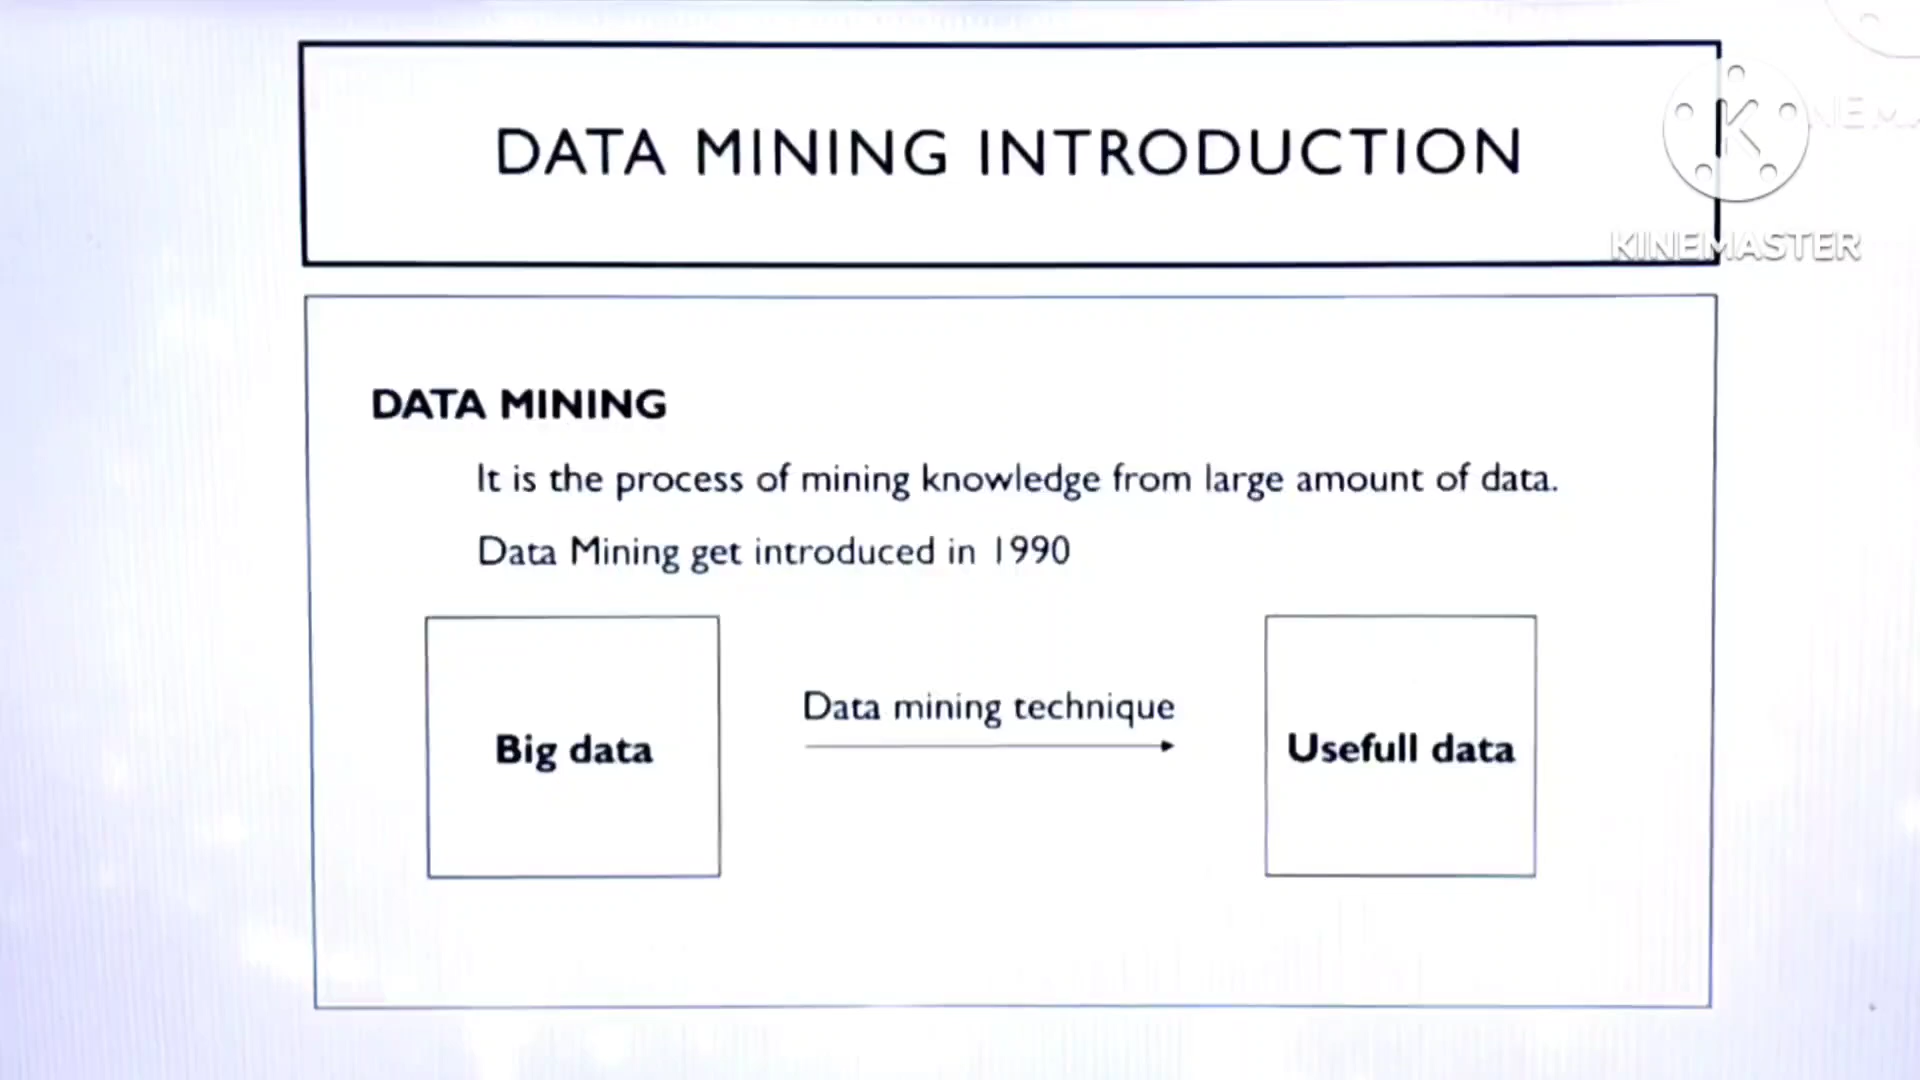 DATA MINING INTRODUCTION
KINEMASTER
DATA MINING
It is the process of mining knowledge from large amount of data.
Data Mining get introduced in 1990
Big data
Data mining technique
Usefull data